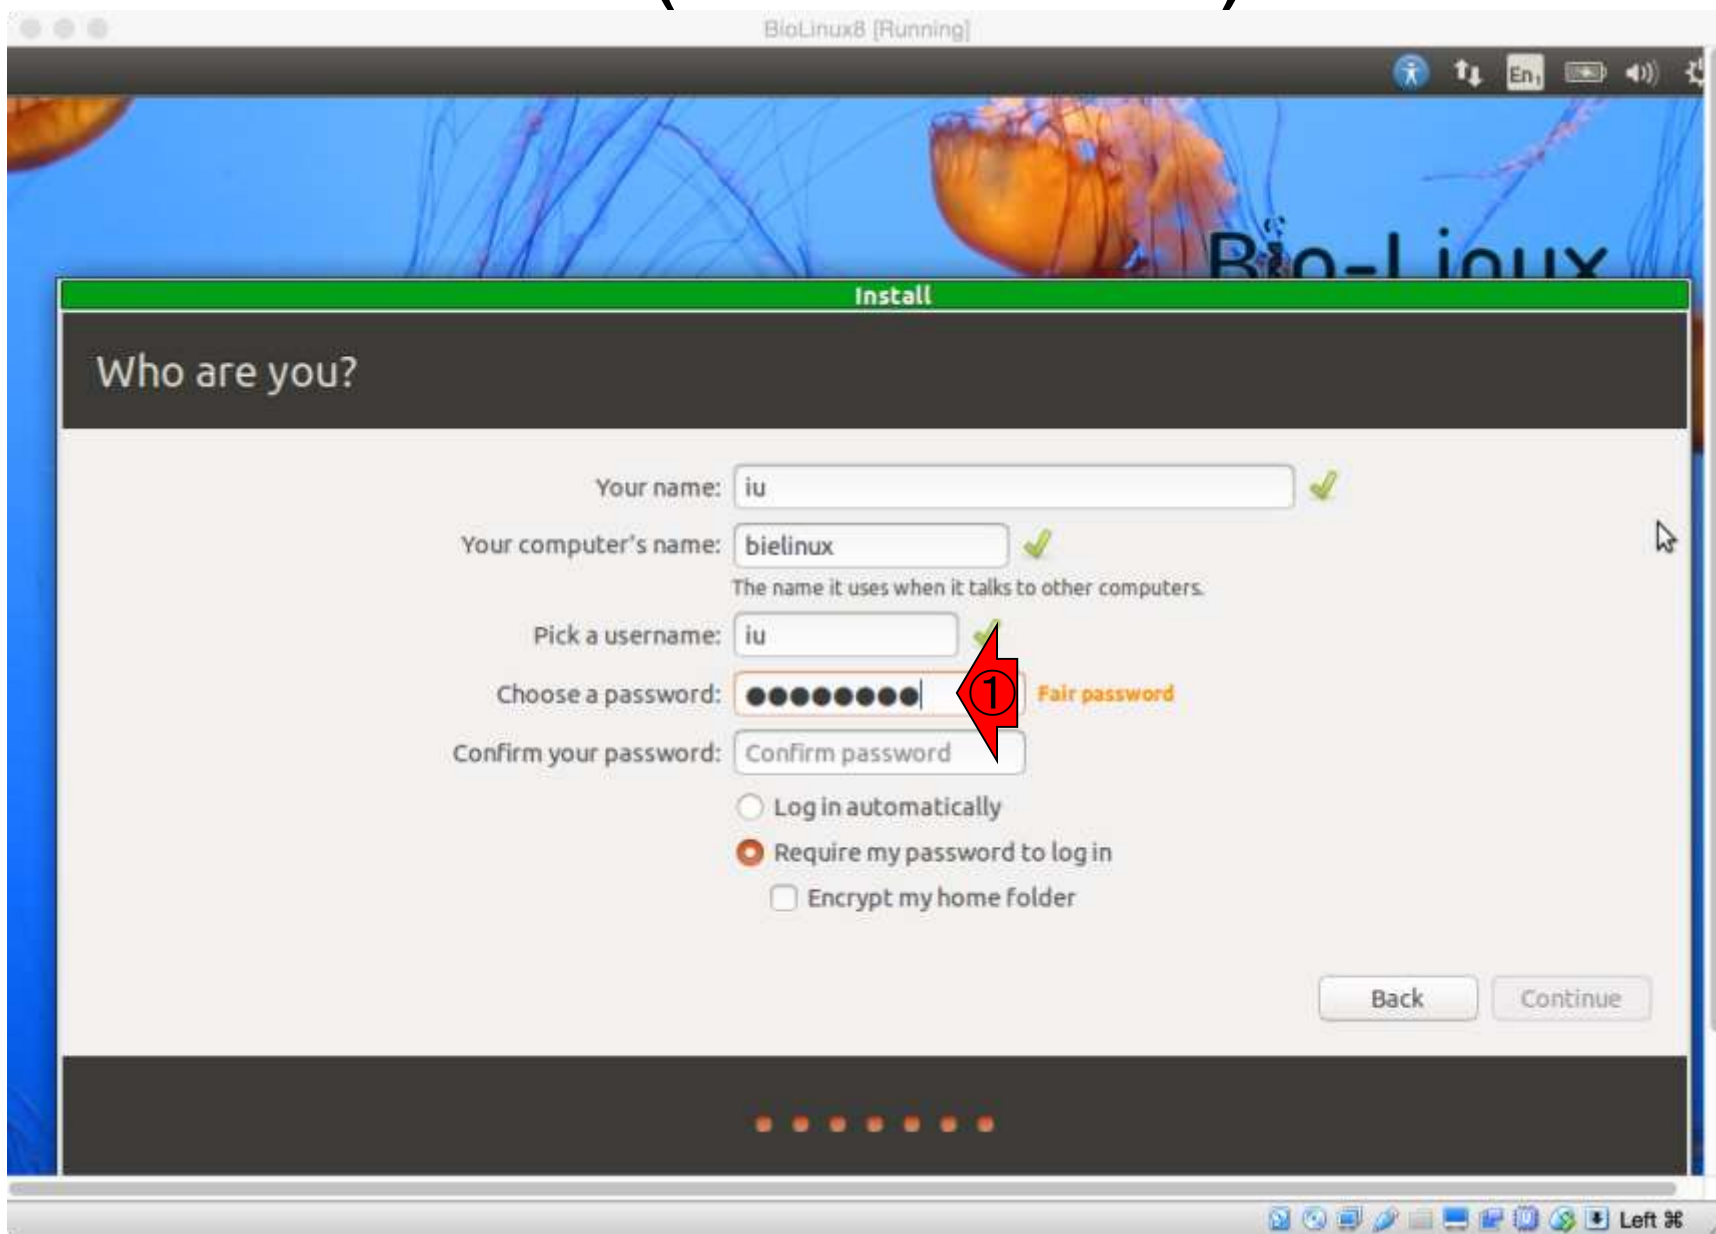 (                              )
BioLinux8 [Running]
En1
Bio-Linux
Install
Who are you?
Your name: iu
Your computer's name: bielinux
The name it uses when it talks to other computers.
Pick a username: iu
Choose a password: ●●●●●●●● ① Fair password
Confirm your password: Confirm password
Log in automatically
Require my password to log in
Encrypt my home folder
Back Continue
Left ⌘